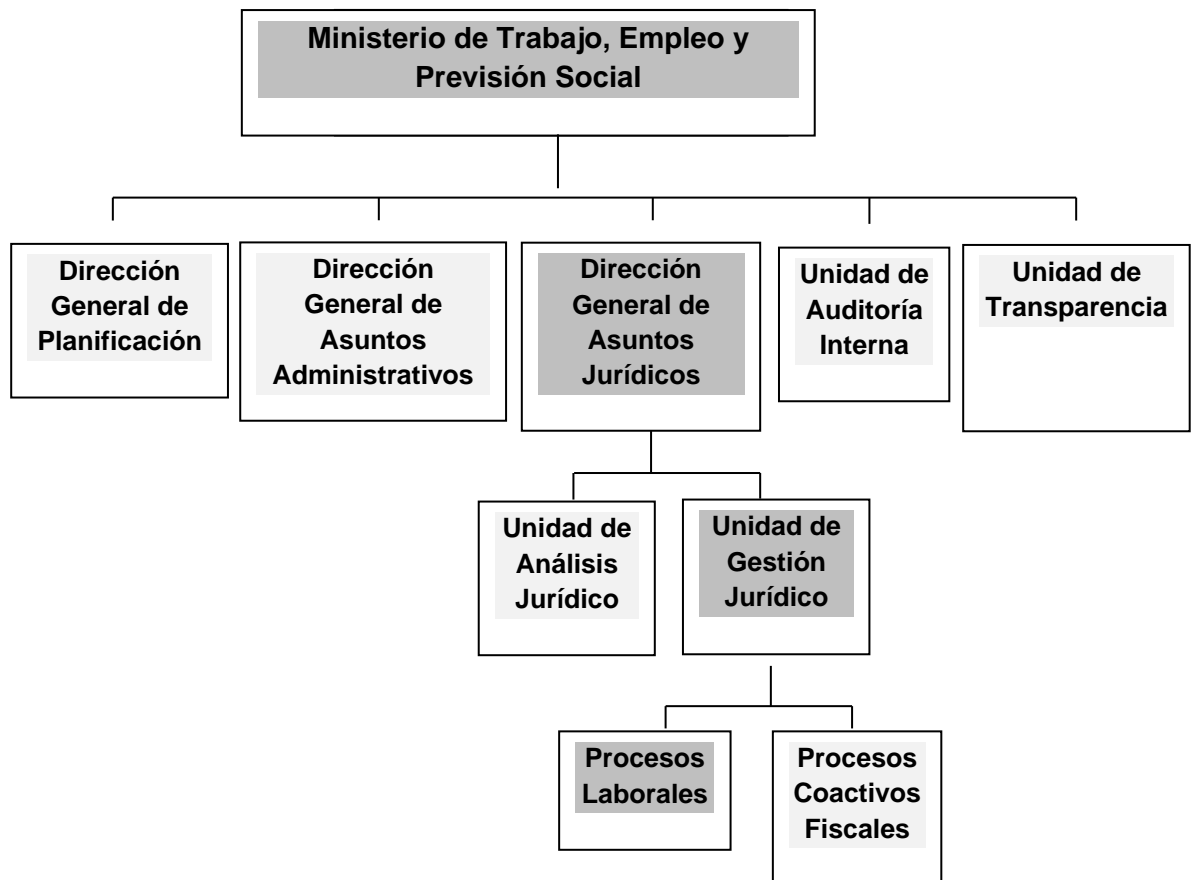 Ministerio de Trabajo, Empleo y
Previsión Social
Dirección
General de
Planificación
Dirección
General de
Asuntos
Administrativos
Dirección
General de
Asuntos
Jurídicos
Unidad de
Auditoría
Interna
Unidad de
Transparencia
Unidad de
Análisis
Jurídico
Unidad de
Gestión
Jurídico
Procesos
Laborales
Procesos
Coactivos
Fiscales